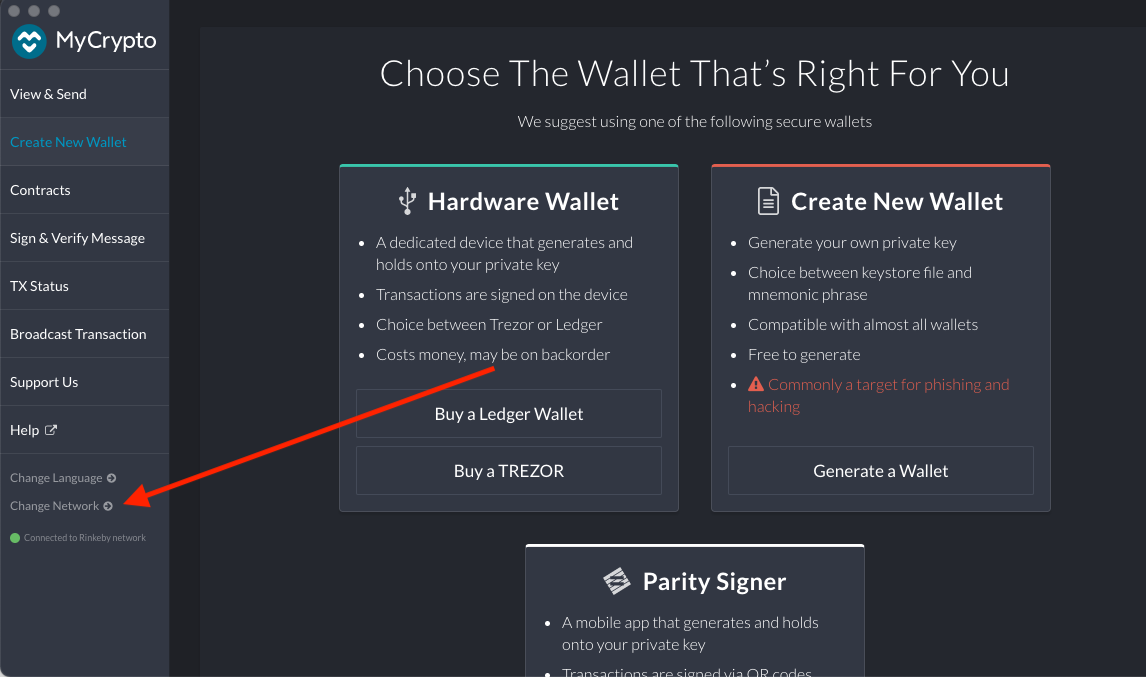 MyCrypto
View & Send
Create New Wallet
Contracts
Sign & Verify Message
TX Status
Broadcast Transaction
Support Us
Help
Change Language
Change Network
Connected to Rinkeby network
Choose The Wallet That's Right For You
We suggest using one of the following secure wallets
Hardware Wallet
A dedicated device that generates and
holds onto your private key
Transactions are signed on the device
Choice between Trezor or Ledger
Costs money, may be on backorder
Buy a Ledger Wallet
Buy a TREZOR
Create New Wallet
Generate your own private key
Choice between keystore file and
mnemonic phrase
Compatible with almost all wallets
Free to generate
Commonly a target for phishing and
hacking
Generate a Wallet
Parity Signer
A mobile app that generates and holds
onto your private key
Transactions are signed via QR codes